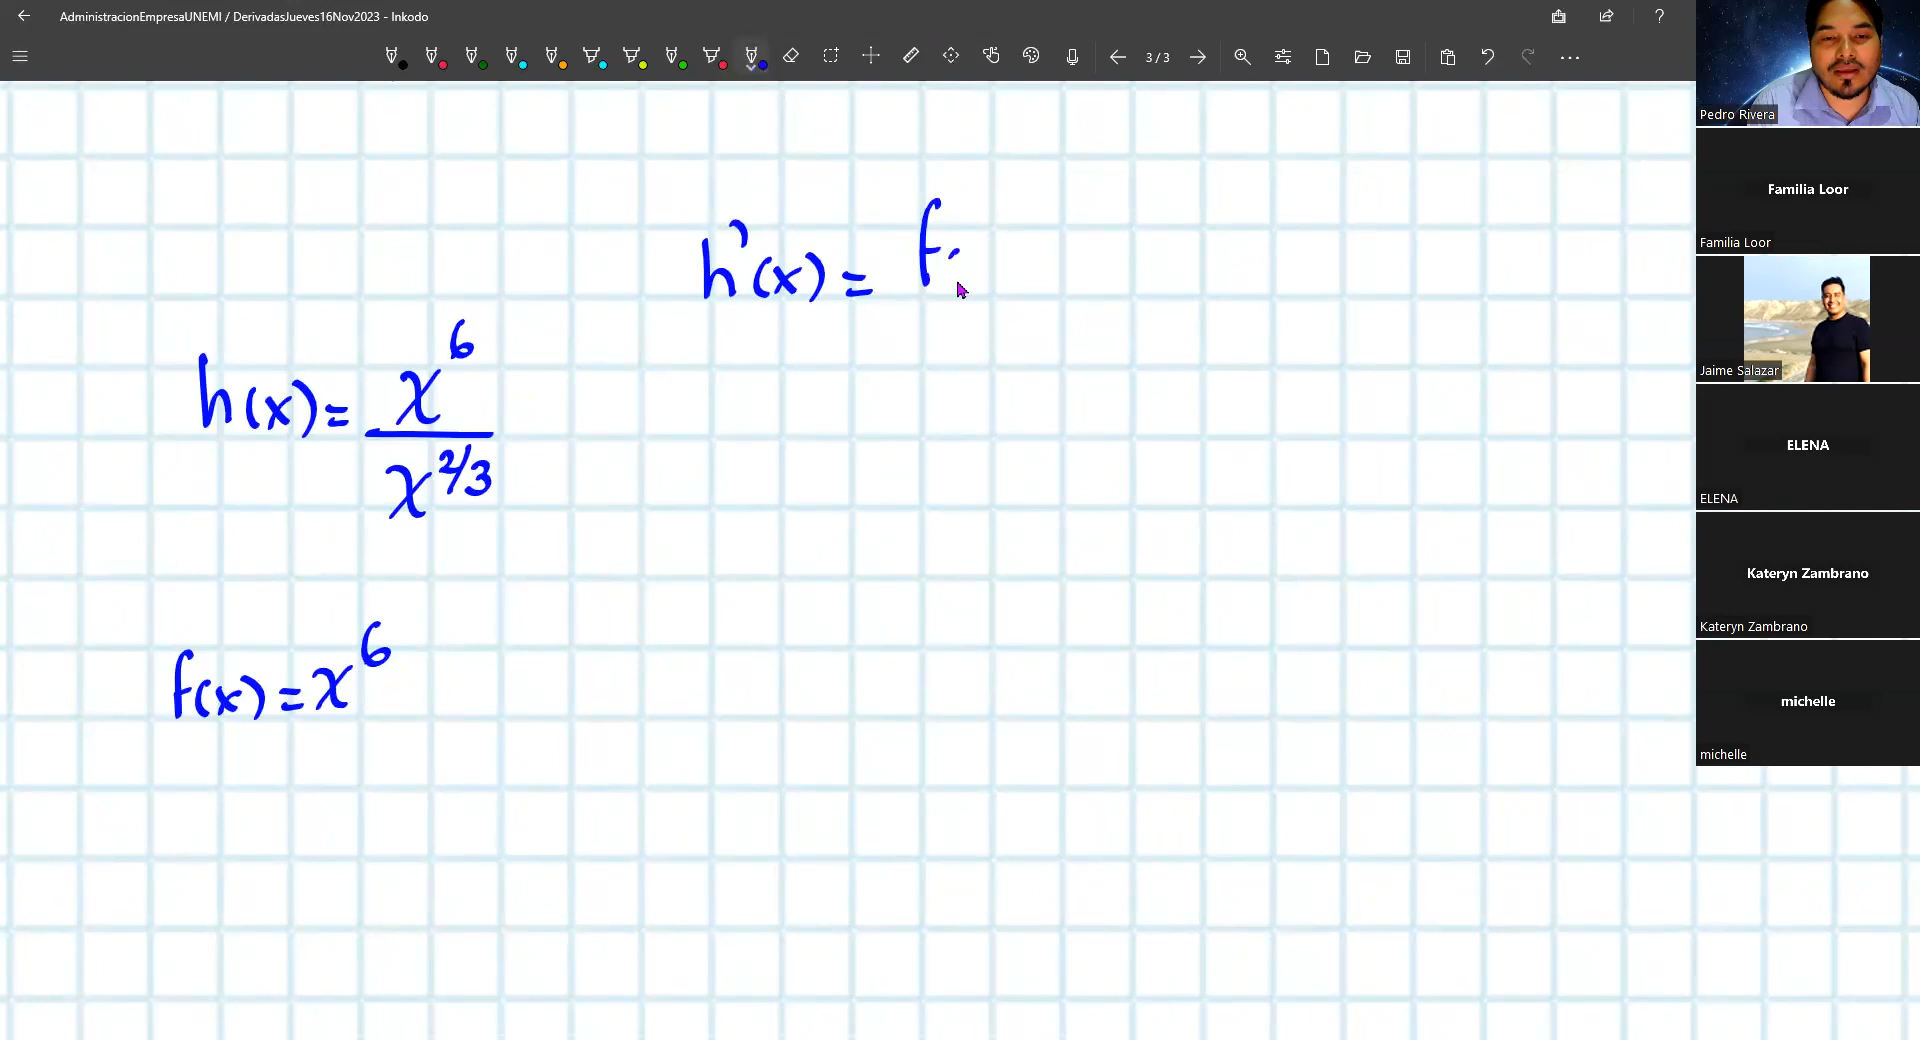 AdministracionEmpresaUNEMI / DerivadasJueves16Nov2023 - Inkodo
3 / 3
Pedro Rivera
Familia Loor
Familia Loor
Jaime Salazar
ELENA
ELENA
Kateryn Zambrano
Kateryn Zambrano
michelle
michelle
h'(x) = f.
h(x) = x^6 / x^2/3
f(x) = x^6